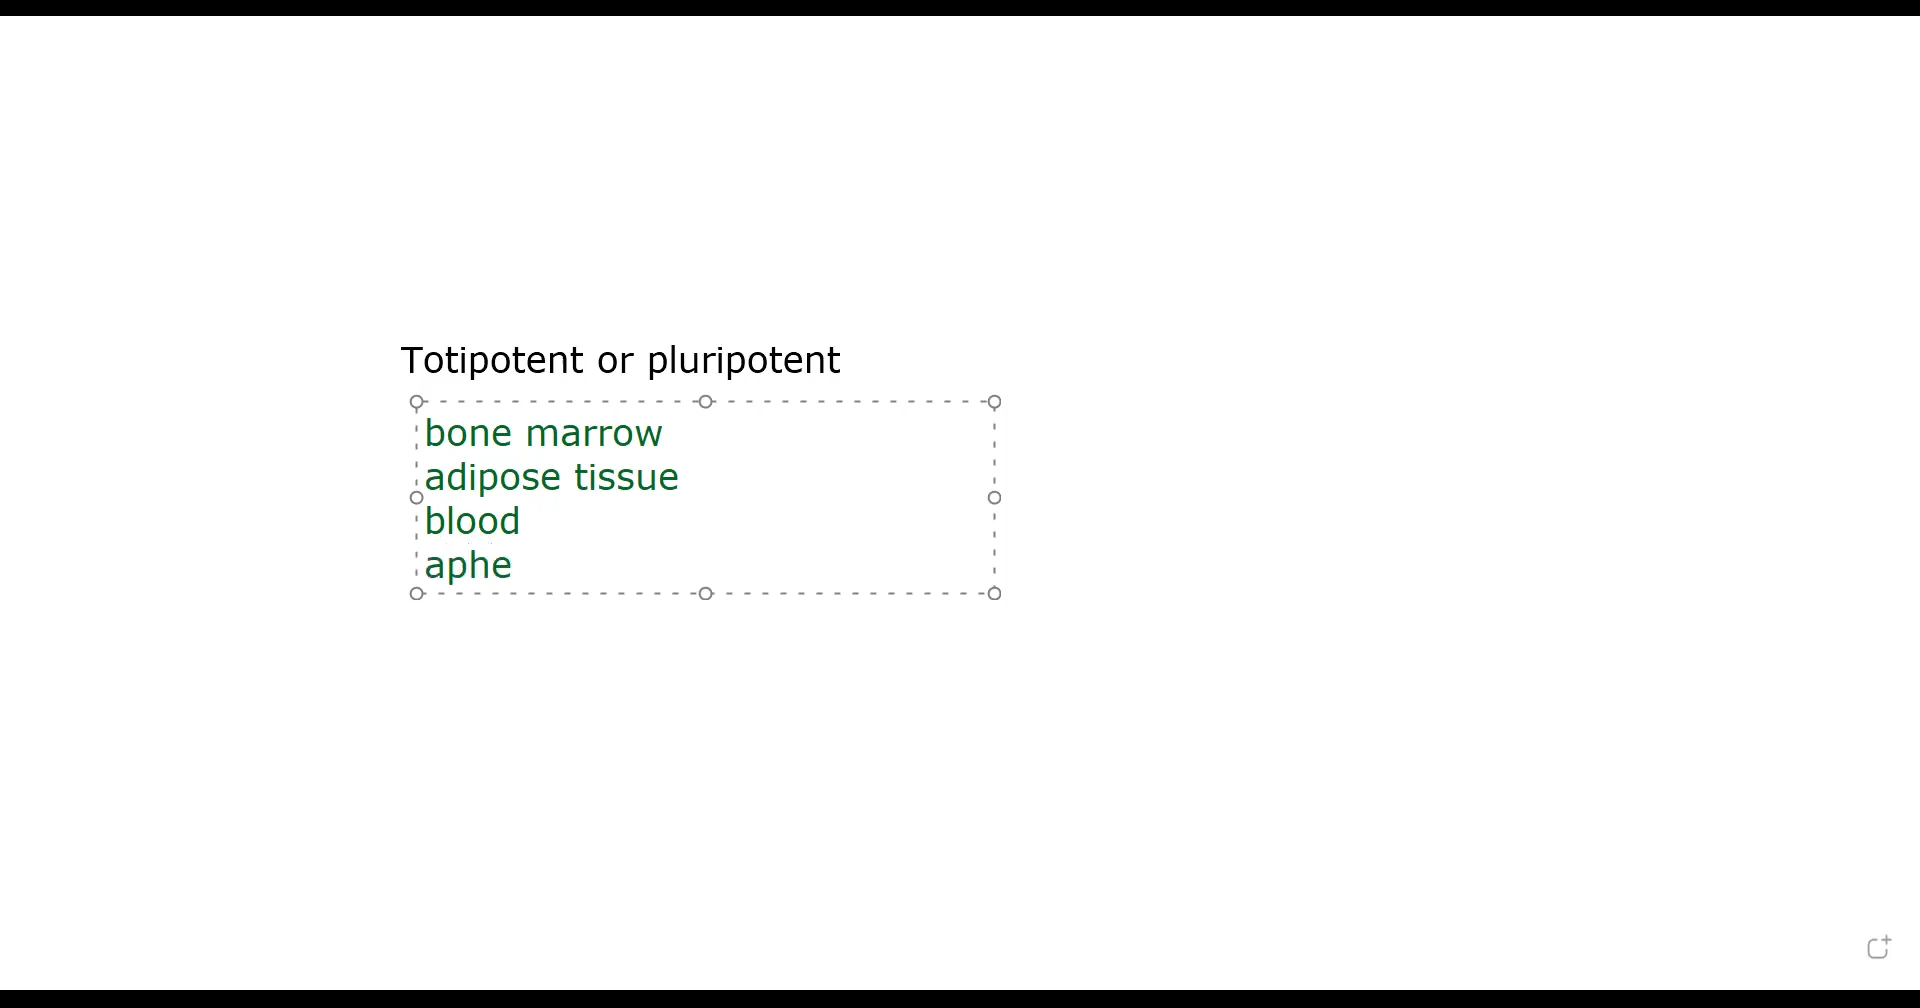 Totipotent or pluripotent
bone marrow
adipose tissue
blood
aphe